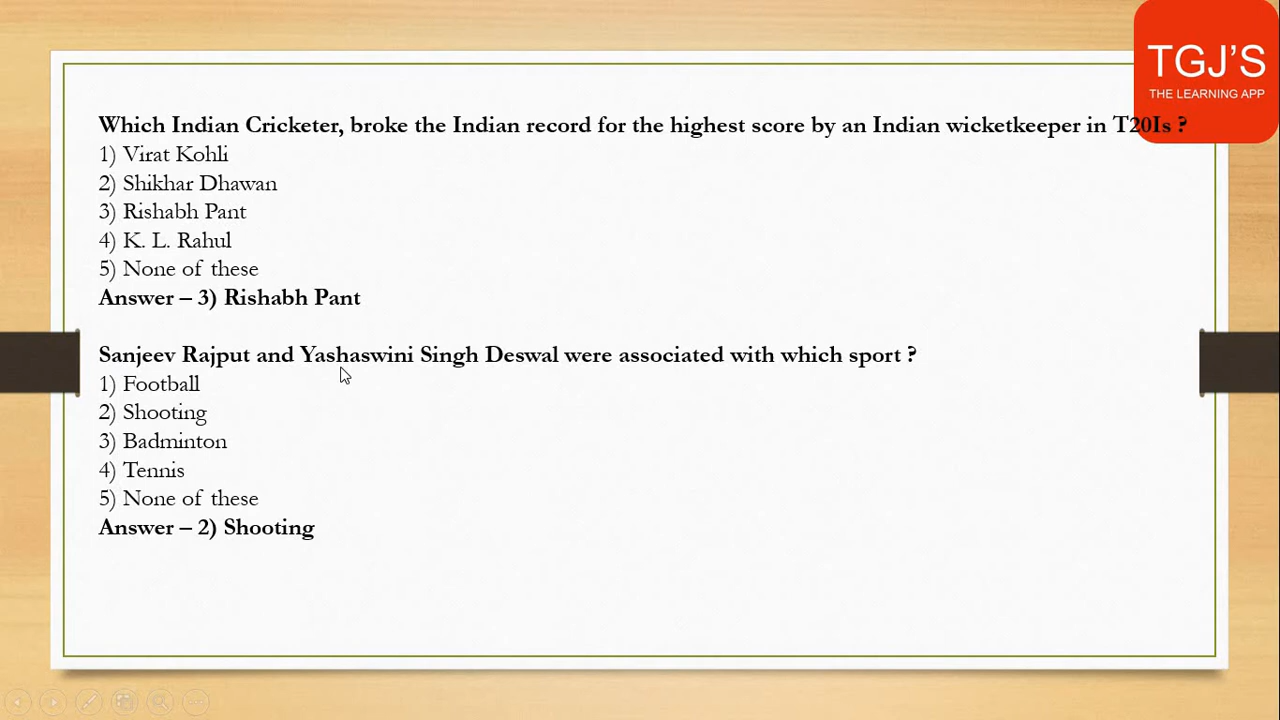 TGJ'S
THE LEARNING APP
Which Indian Cricketer, broke the Indian record for the highest score by an Indian wicketkeeper in T20Is ?
1) Virat Kohli
2) Shikhar Dhawan
3) Rishabh Pant
4) K. L. Rahul
5) None of these
Answer – 3) Rishabh Pant
Sanjeev Rajput and Yashaswini Singh Deswal were associated with which sport ?
1) Football
2) Shooting
3) Badminton
4) Tennis
5) None of these
Answer – 2) Shooting